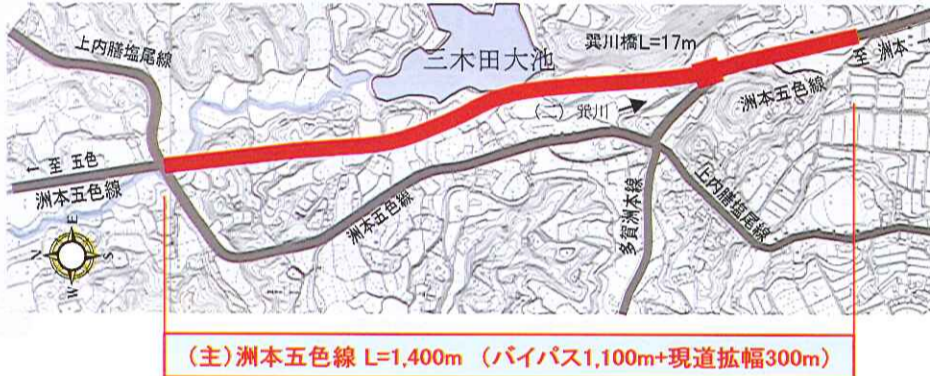 上内膳塩尾線
三木田大池
巽川橋L=17m
至 洲本
洲本五色線
(二) 巽川
至 五色
洲本五色線
洲本五色線
多賀洲本線
上内膳塩尾線
N
E
S
W
(主)洲本五色線 L=1,400m (バイパス1,100m+現道拡幅300m)